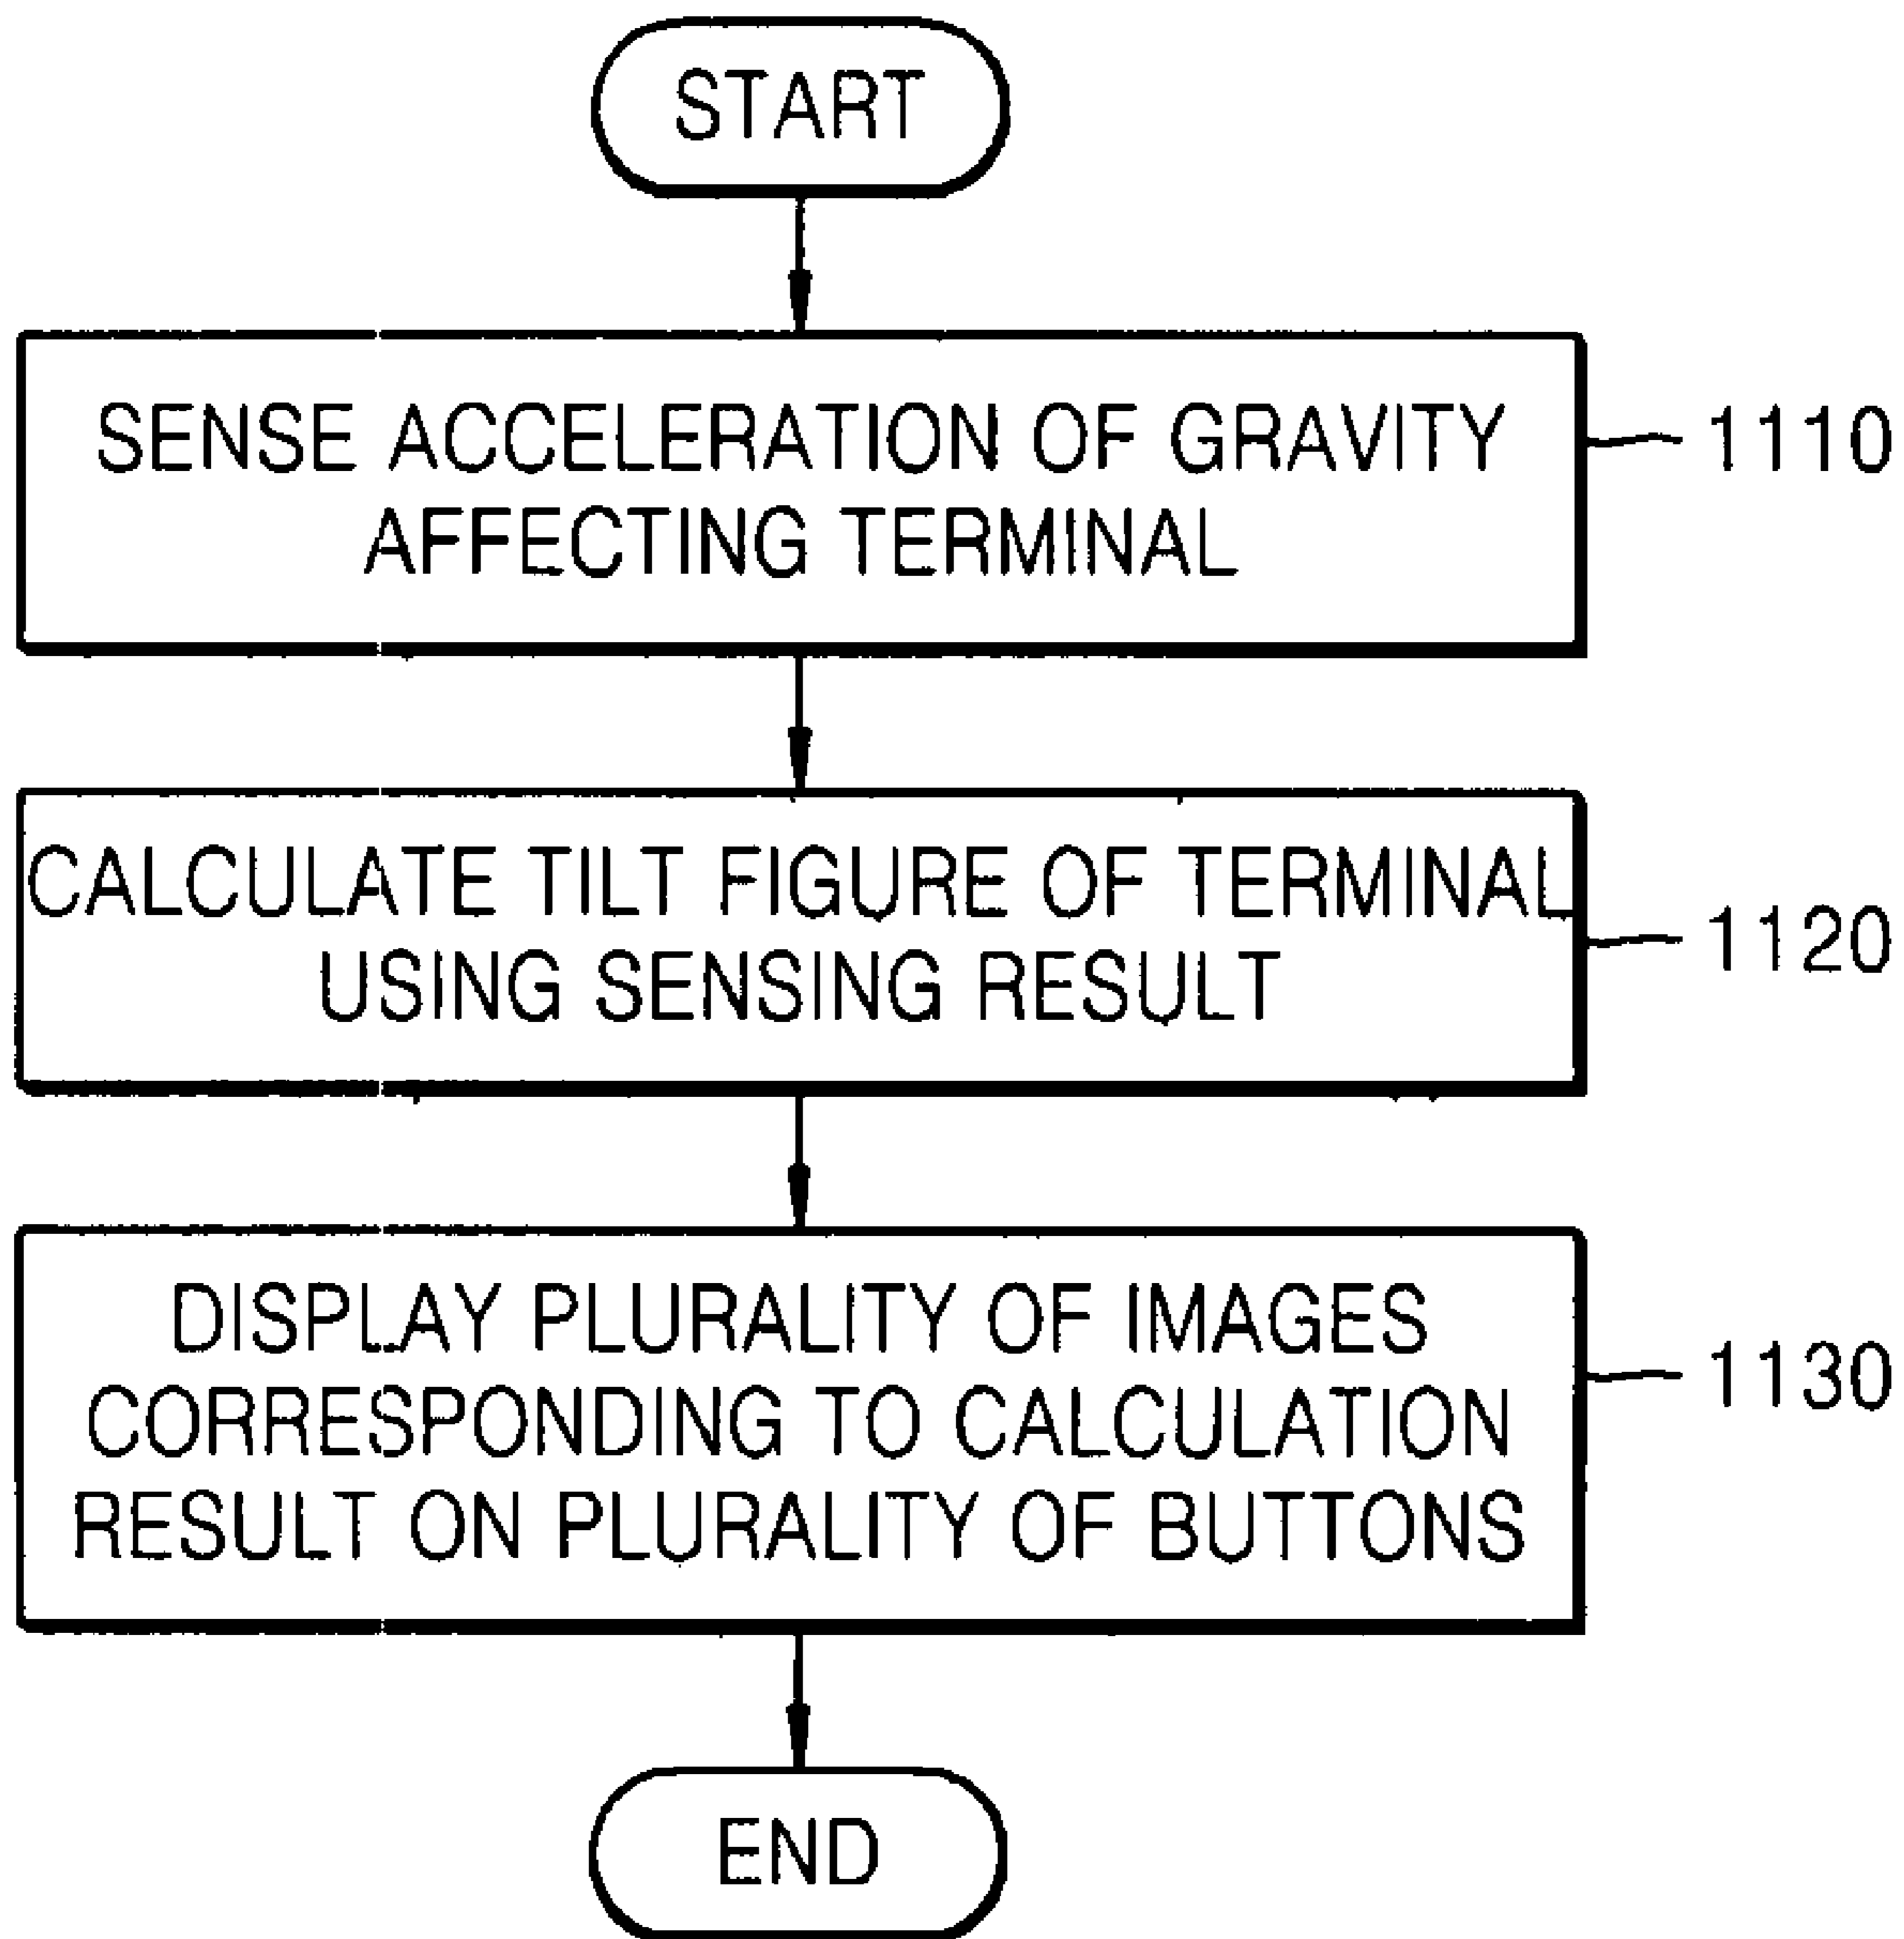 START
SENSE ACCELERATION OF GRAVITY
AFFECTING TERMINAL
1110
CALCULATE TILT FIGURE OF TERMINAL
USING SENSING RESULT
1120
DISPLAY PLURALITY OF IMAGES
CORRESPONDING TO CALCULATION
RESULT ON PLURALITY OF BUTTONS
1130
END